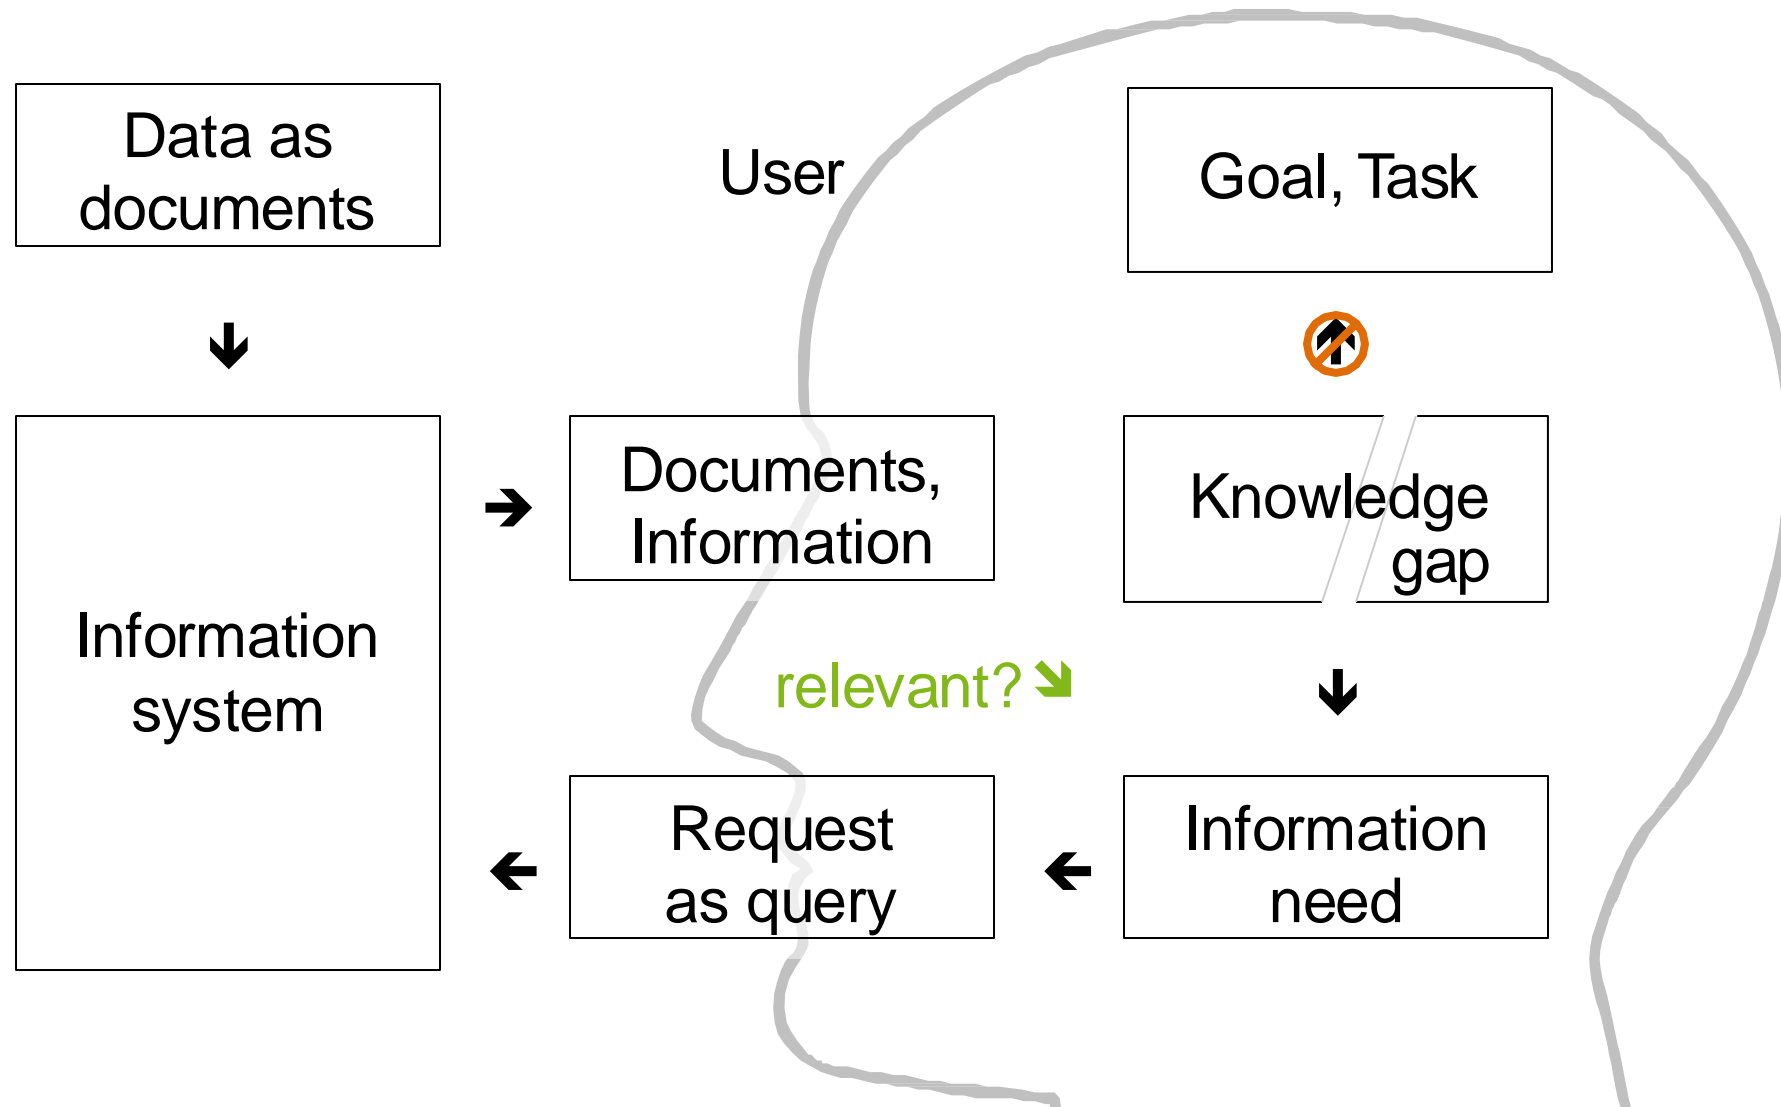 Data as
documents
User
Goal, Task
Documents,
Information
Knowledge
gap
Information
system
relevant?
Request
as query
Information
need